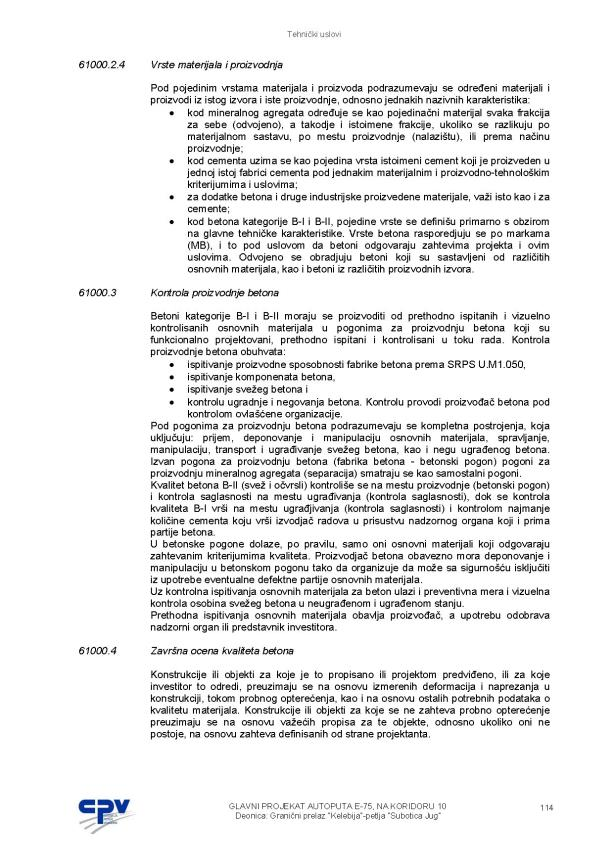 Tehnički uslovi
61000.2.4 Vrste materijala i proizvodnja
Pod pojedinim vrstama materijala i proizvoda podrazumevaju se određeni materijali i
proizvodi iz istog izvora i iste proizvodnje, odnosno jednakih nazivnih karakteristika:
• kod mineralnog agregata određuje se kao pojedinačni materijal svaka frakcija
za sebe (odvojeno), a takodje i istoimene frakcije, ukoliko se razlikuju po
materijalnom sastavu, po mestu proizvodnje (nalazištu), ili prema načinu
proizvodnje;
• kod cementa uzima se kao pojedina vrsta istoimeni cement koji je proizveden u
jednoj istoj fabrici cementa pod jednakim materijalnim i proizvodno-tehnološkim
kriterijumima i uslovima;
• za dodatke betona i druge industrijske proizvedene materijale, važi isto kao i za
cemente;
• kod betona kategorije B-I i B-II, pojedine vrste se definišu primarno s obzirom
na glavne tehničke karakteristike. Vrste betona rasporedjuju se po markama
(MB), i to pod uslovom da betoni odgovaraju zahtevima projekta i ovim
uslovima. Odvojeno se obradjuju betoni koji su sastavljeni od različitih
osnovnih materijala, kao i betoni iz različitih proizvodnih izvora.
61000.3 Kontrola proizvodnje betona
Betoni kategorije B-I i B-II moraju se proizvoditi od prethodno ispitanih i vizuelno
kontrolisanih osnovnih materijala u pogonima za proizvodnju betona koji su
funkcionalno projektovani, prethodno ispitani i kontrolisani u toku rada. Kontrola
proizvodnje betona obuhvata:
• ispitivanje proizvodne sposobnosti fabrike betona prema SRPS U.M1.050,
• ispitivanje komponenata betona,
• ispitivanje svežeg betona i
• kontrolu ugradnje i negovanja betona. Kontrolu provodi proizvođač betona pod
kontrolom ovlašćene organizacije.
Pod pogonima za proizvodnju betona podrazumevaju se kompletna postrojenja, koja
uključuju: prijem, deponovanje i manipulaciju osnovnih materijala, spravljanje,
manipulaciju, transport i ugrađivanje svežeg betona, kao i negu ugrađenog betona.
Izvan pogona za proizvodnju betona (fabrika betona - betonski pogon) pogoni za
proizvodnju mineralnog agregata (separacija) smatraju se kao samostalni pogoni.
Kvalitet betona B-II (svež i očvrsli) kontroliše se na mestu proizvodnje (betonski pogon)
i kontrola saglasnosti na mestu ugrađivanja (kontrola saglasnosti), dok se kontrola
kvaliteta B-I vrši na mestu ugrađjivanja (kontrola saglasnosti) i kontrolom najmanje
količine cementa koju vrši izvodjač radova u prisustvu nadzornog organa koji i prima
partije betona.
U betonske pogone dolaze, po pravilu, samo oni osnovni materijali koji odgovaraju
zahtevanim kriterijumima kvaliteta. Proizvodjač betona obavezno mora deponovanje i
manipulaciju u betonskom pogonu tako da organizuje da može sa sigurnošću isključiti
iz upotrebe eventualne defektne partije osnovnih materijala.
Uz kontrolna ispitivanja osnovnih materijala za beton ulazi i preventivna mera i vizuelna
kontrola osobina svežeg betona u neugrađenom i ugrađenom stanju.
Prethodna ispitivanja osnovnih materijala obavlja proizvođač, a upotrebu odobrava
nadzorni organ ili predstavnik investitora.
61000.4 Završna ocena kvaliteta betona
Konstrukcije ili objekti za koje je to propisano ili projektom predviđeno, ili za koje
investitor to odredi, preuzimaju se na osnovu izmerenih deformacija i naprezanja u
konstrukciji, tokom probnog opterećenja, kao i na osnovu ostalih potrebnih podataka o
kvalitetu materijala. Konstrukcije ili objekti za koje se ne zahteva probno opterećenje
preuzimaju se na osnovu važećih propisa za te objekte, odnosno ukoliko oni ne
postoje, na osnovu zahteva definisanih od strane projektanta.
CPV
GLAVNI PROJEKAT AUTOPUTA E-75, NA KORIDORU 10
Deonica: Granični prelaz "Kelebija"-petlja "Subotica Jug"
114